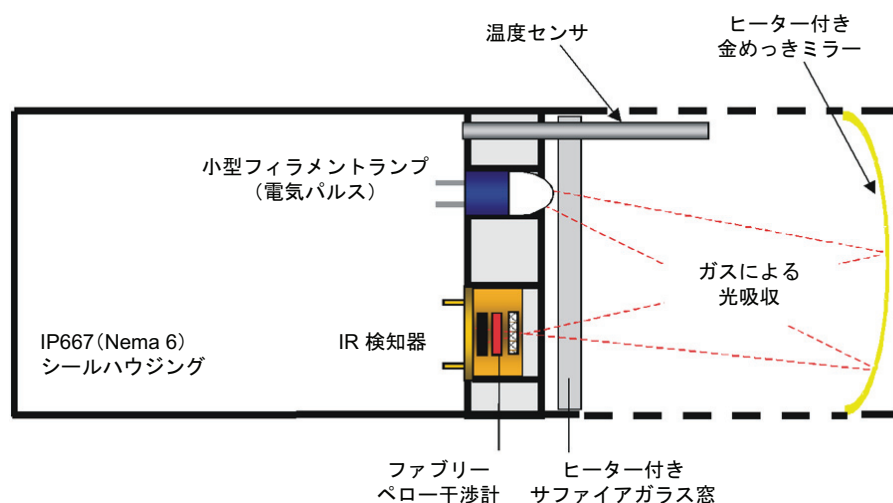 温度センサ
ヒーター付き
金めっきミラー
小型フィラメントランプ
（電気パルス）
ガスによる
光吸収
IP667（Nema 6）
シールハウジング
IR 検知器
ファブリー
ペロー干渉計
ヒーター付き
サファイアガラス窓